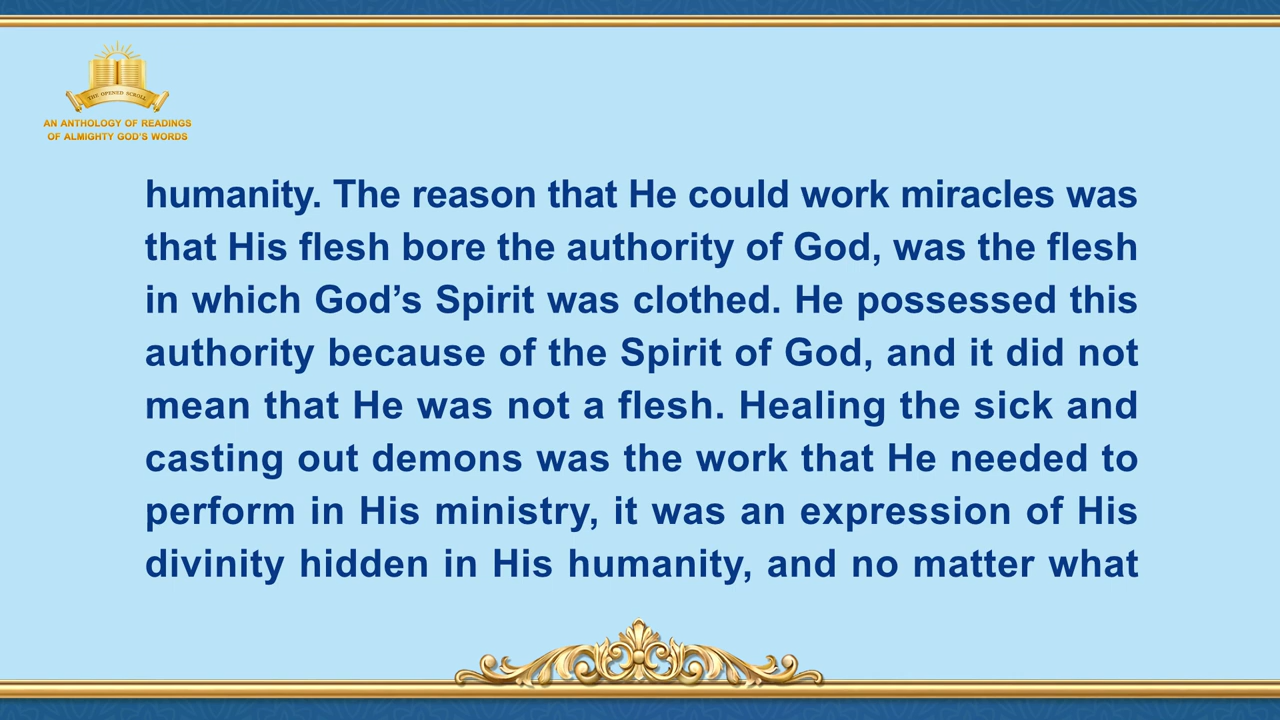 THE OPENED SCROLL
AN ANTHOLOGY OF READINGS
OF ALMIGHTY GOD'S WORDS
humanity. The reason that He could work miracles was
that His flesh bore the authority of God, was the flesh
in which God’s Spirit was clothed. He possessed this
authority because of the Spirit of God, and it did not
mean that He was not a flesh. Healing the sick and
casting out demons was the work that He needed to
perform in His ministry, it was an expression of His
divinity hidden in His humanity, and no matter what